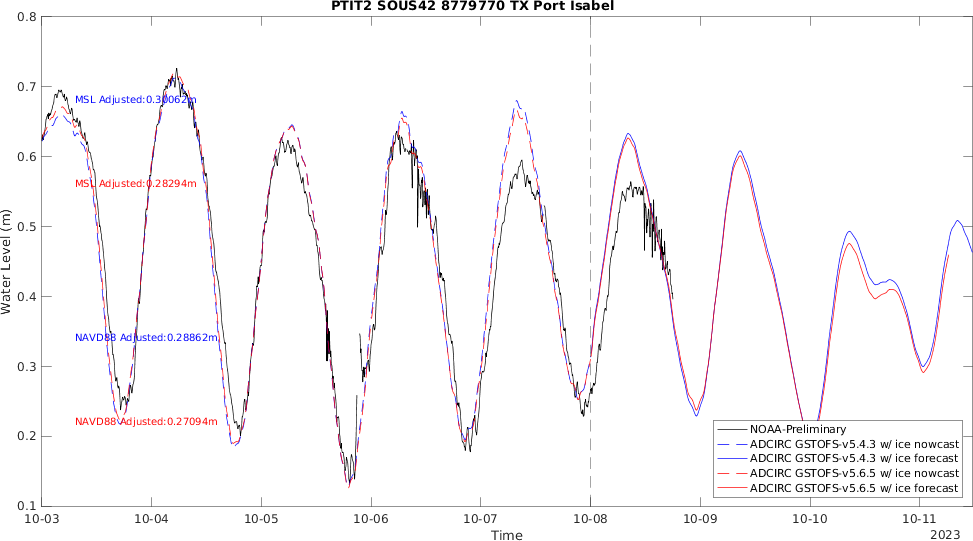 PTIT2 SOUS42 8779770 TX Port Isabel
Water Level (m)
0.8
0.7
0.6
0.5
0.4
0.3
0.2
0.1
MSL Adjusted:0.30062m
MSL Adjusted:0.28294m
NAVD88 Adjusted:0.28862m
NAVD88 Adjusted:0.27094m
NOAA-Preliminary
ADCIRC GSTOFS-v5.4.3 w/ ice nowcast
ADCIRC GSTOFS-v5.4.3 w/ ice forecast
ADCIRC GSTOFS-v5.6.5 w/ ice nowcast
ADCIRC GSTOFS-v5.6.5 w/ ice forecast
10-03 10-04 10-05 10-06 10-07 10-08 10-09 10-10 10-11
Time
2023